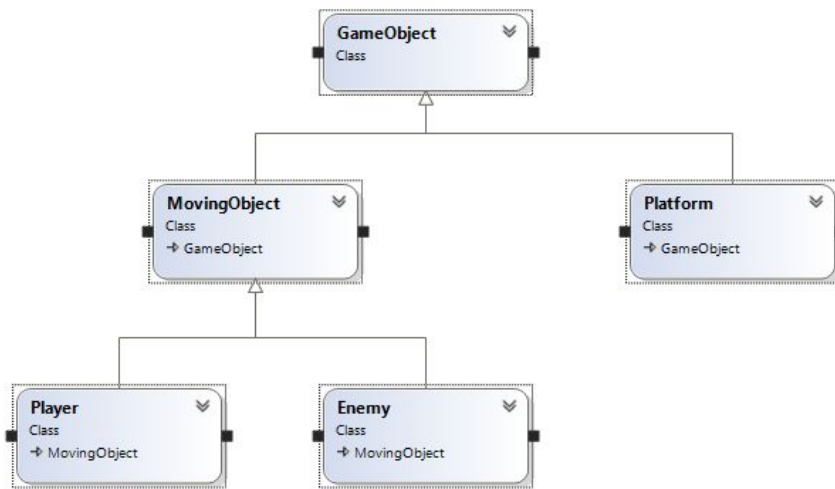 GameObject
Class
MovingObject
Class
GameObject
Platform
Class
GameObject
Player
Class
MovingObject
Enemy
Class
MovingObject